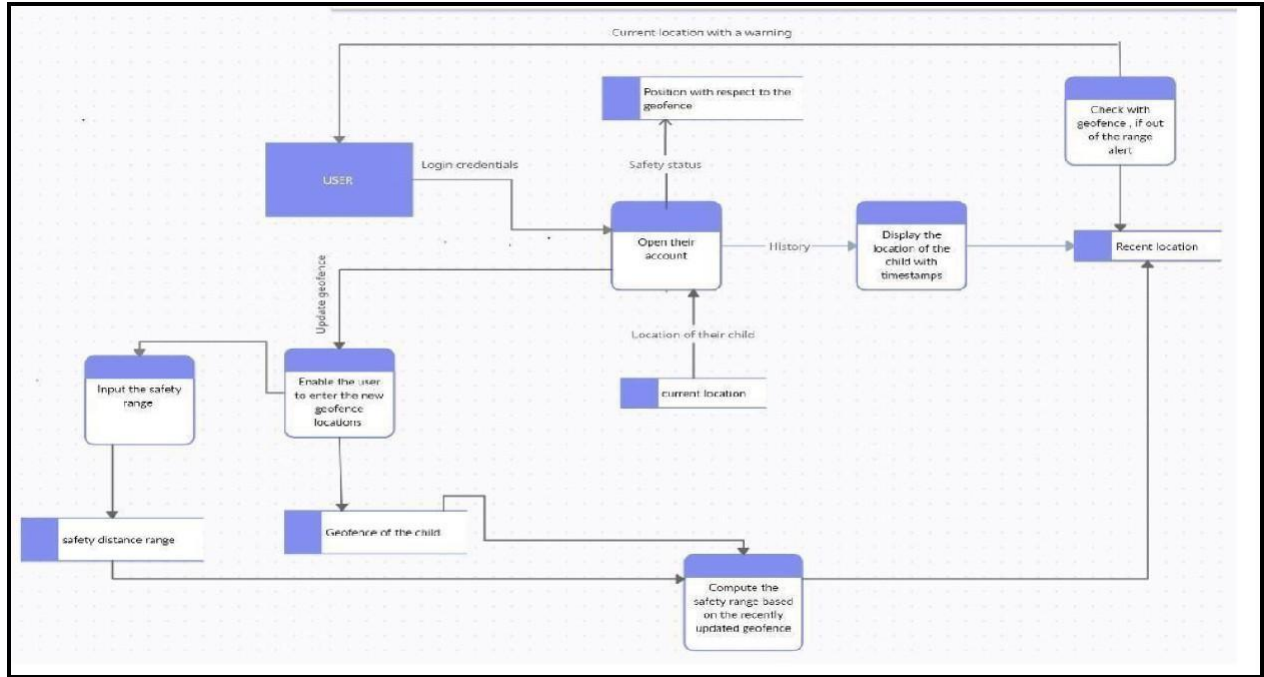 Current location with a warning
Position with respect to the
geofence
Check with
geofence , if out
of the range
alert
USER
Login credentials
Safety status
Open their
account
History
Display the
location of the
child with
timestamps
Recent location
Update geofence
Location of their child
Input the safety
range
Enable the user
to enter the new
geofence
locations
current location
safety distance range
Geofence of the child
Compute the
safety range based
on the recently
updated geofence